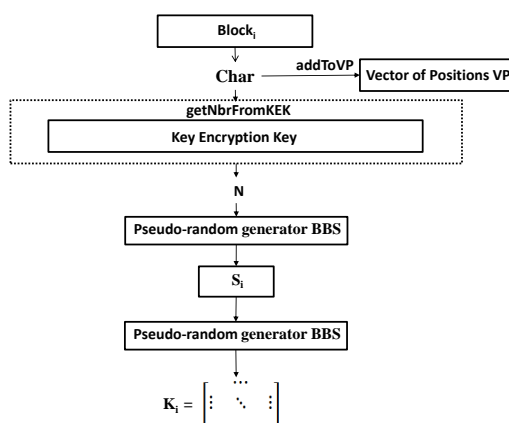 Block_i
addToVP
Char
Vector of Positions VP
getNbrFromKEK
Key Encryption Key
N
Pseudo-random generator BBS
S_i
Pseudo-random generator BBS
K_i = [⋮ ⋯ ⋱ ⋮]